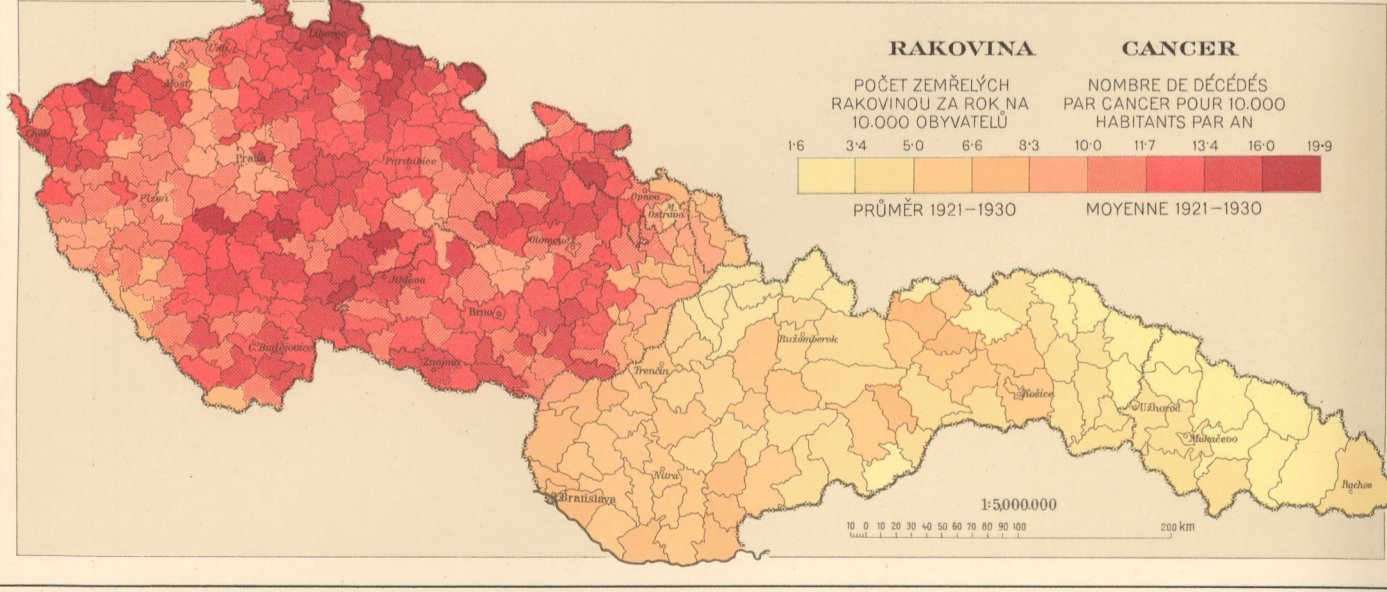 RAKOVINA
CANCER
POČET ZEMŘELÝCH
RAKOVINOU ZA ROK NA
10.000 OBYVATELŮ
NOMBRE DE DÉCÉDÉS
PAR CANCER POUR 10.000
HABITANTS PAR AN
1·6 3·4 5·0 6·6 8·3 10·0 11·7 13·4 16·0 19·9
PRŮMĚR 1921–1930
MOYENNE 1921–1930
Liberec
Ústí
Most
Cheb
Praha
Pardubice
Plzeň
Opava
M.
Ostrava
Olomouc
Jihlava
Brno
Č. Budějovice
Znojmo
Ružomberok
Trenčín
Košice
Užhorod
Mukačevo
Nitra
Rachov
Bratislava
1:5,000.000
10 0 10 20 30 40 50 60 70 80 90 100 200 km